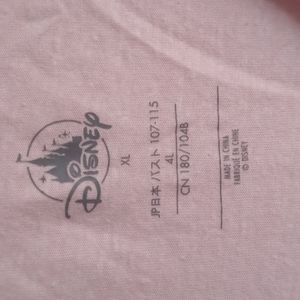 Disney
XL
JP日本 バスト 107-115
4L
CN 180/104B
MADE IN CHINA
FABRIQUÉ EN CHINE
© DISNEY